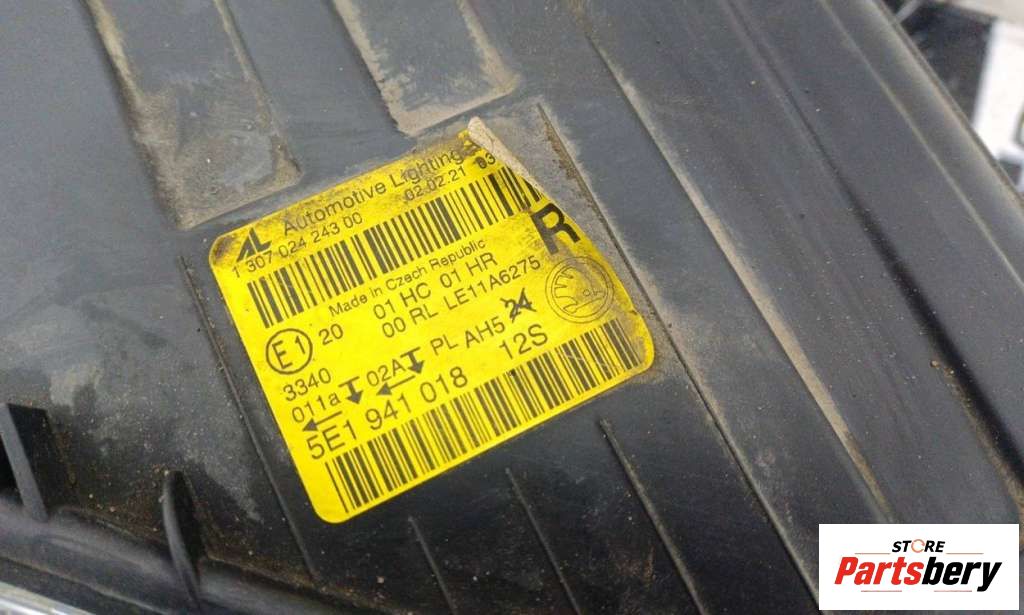 AL Automotive Lighting
1 307 024 243 00 02.02.21 03
R
Made in Czech Republic
E1 20 01 HC 01 HR
00 RL LE11A6275
3340
011a 02A PL AH5 24
5E1 941 018 12S
STORE
Partsbery